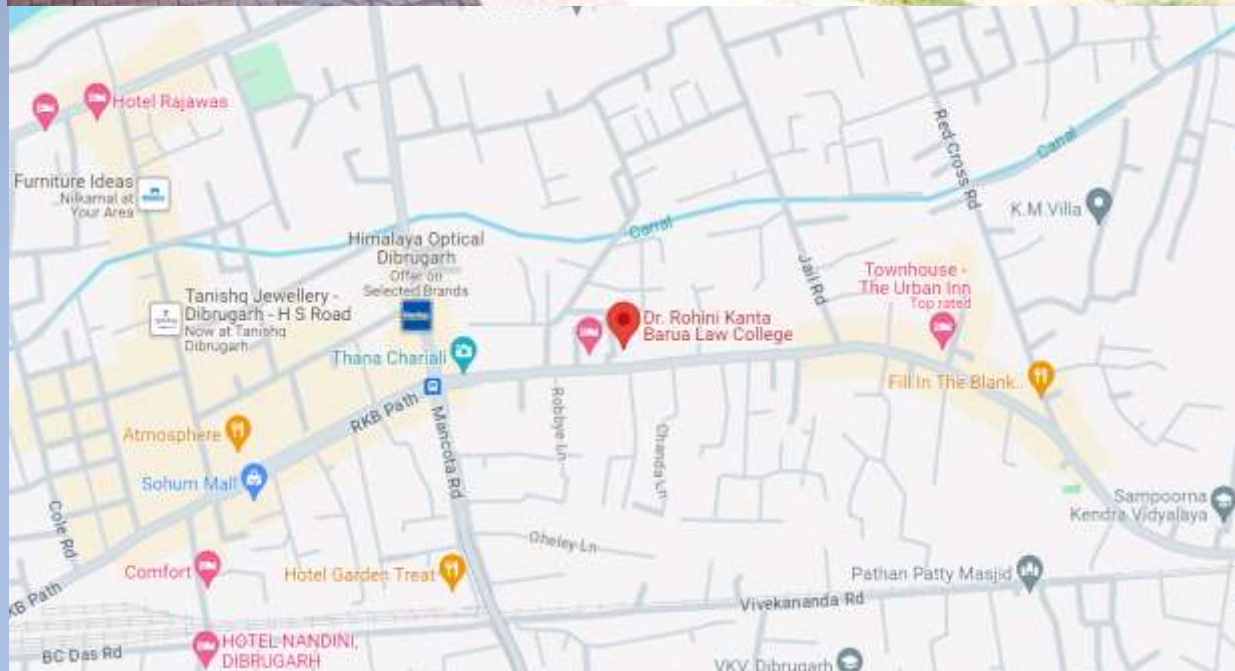 Hotel Rajawas
Red Cross Rd
Canal
Furniture Ideas
Nilkamal at
Your Area
K.M.Villa
Canal
Himalaya Optical
Dibrugarh
Offer on
Selected Brands
Jail Rd
Townhouse -
The Urban Inn
Top rated
Tanishq Jewellery -
Dibrugarh - H S Road
Now at Tanishq
Dibrugarh
Dr. Rohini Kanta
Barua Law College
Thana Chariali
Fill In The Blank..
RKB Path
Robbye Ln
Mancota Rd
Chanda Ln
Atmosphere
Sohum Mall
Cole Rd
Sampoorna
Kendra Vidyalaya
Gheley Ln
Comfort
Hotel Garden Treat
Pathan Patty Masjid
KB Path
Vivekananda Rd
HOTEL NANDINI,
DIBRUGARH
BC Das Rd
VKV, Dibrugarh